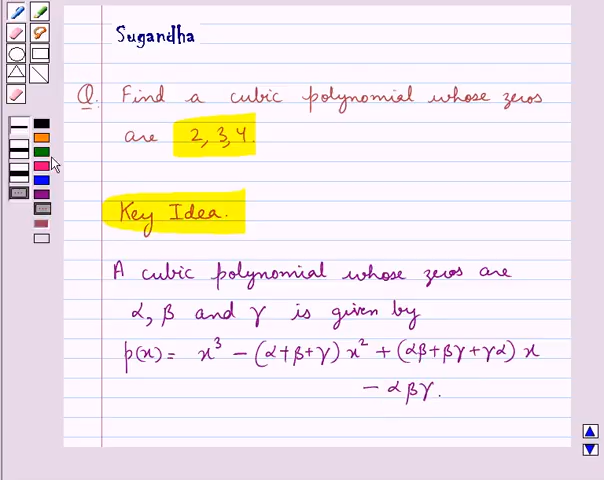 Sugandha
Q. Find a cubic polynomial whose zeros
are 2, 3, 4.
Key Idea.
A cubic polynomial whose zeros are
α, β and γ is given by
p(x) = x³ − (α+β+γ) x² + (αβ+βγ+γα) x
− αβγ.